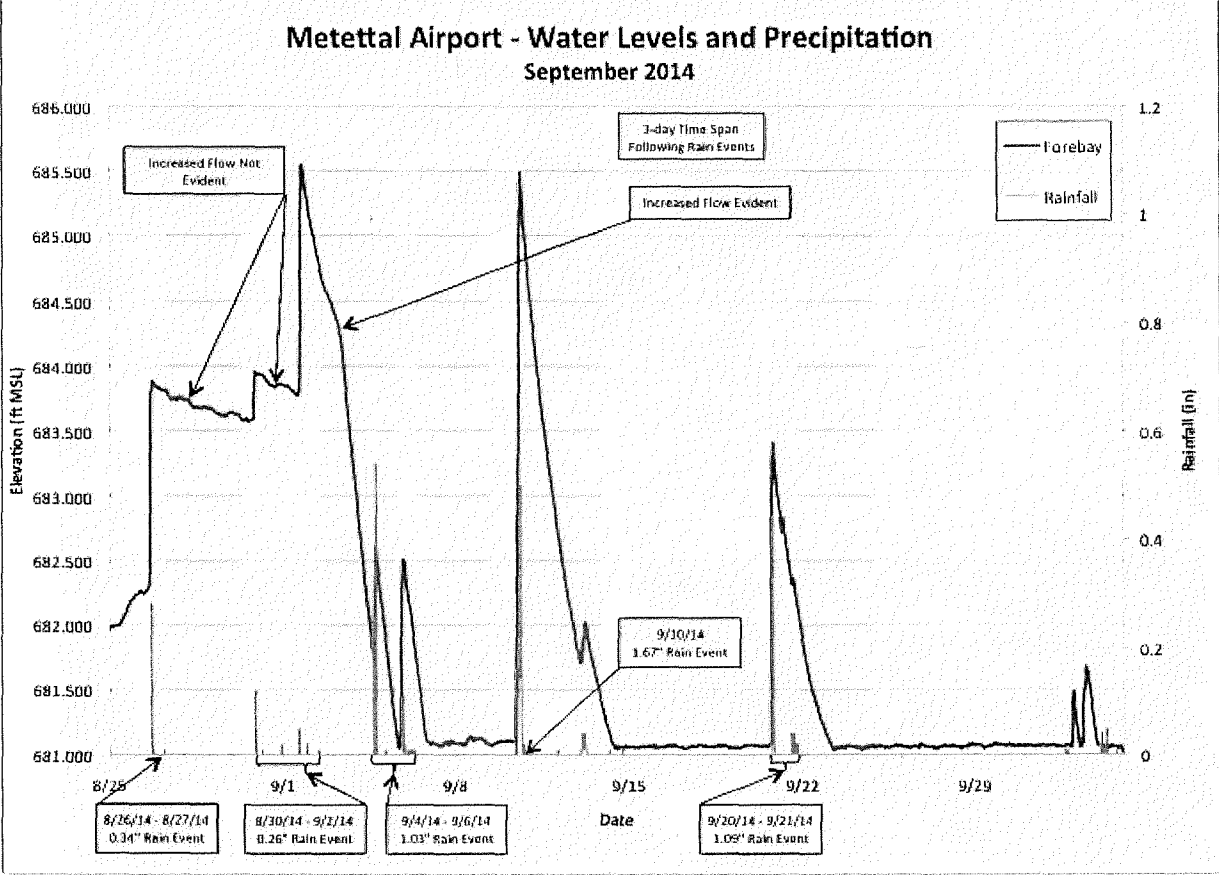 Metettal Airport - Water Levels and Precipitation
September 2014
686.000
685.500
685.000
684.500
684.000
683.500
683.000
682.500
682.000
681.500
681.000
Elevation (ft MSL)
1.2
1
0.8
0.6
0.4
0.2
0
Rainfall (in)
Increased Flow Not
Evident
3-day Time Span
Following Rain Events
Increased Flow Evident
Forebay
Rainfall
9/10/14
1.67" Rain Event
8/25
9/1
9/8
9/15
9/22
9/29
Date
8/26/14 - 8/27/14
0.34" Rain Event
8/30/14 - 9/2/14
0.26" Rain Event
9/4/14 - 9/6/14
1.03" Rain Event
9/20/14 - 9/21/14
1.09" Rain Event